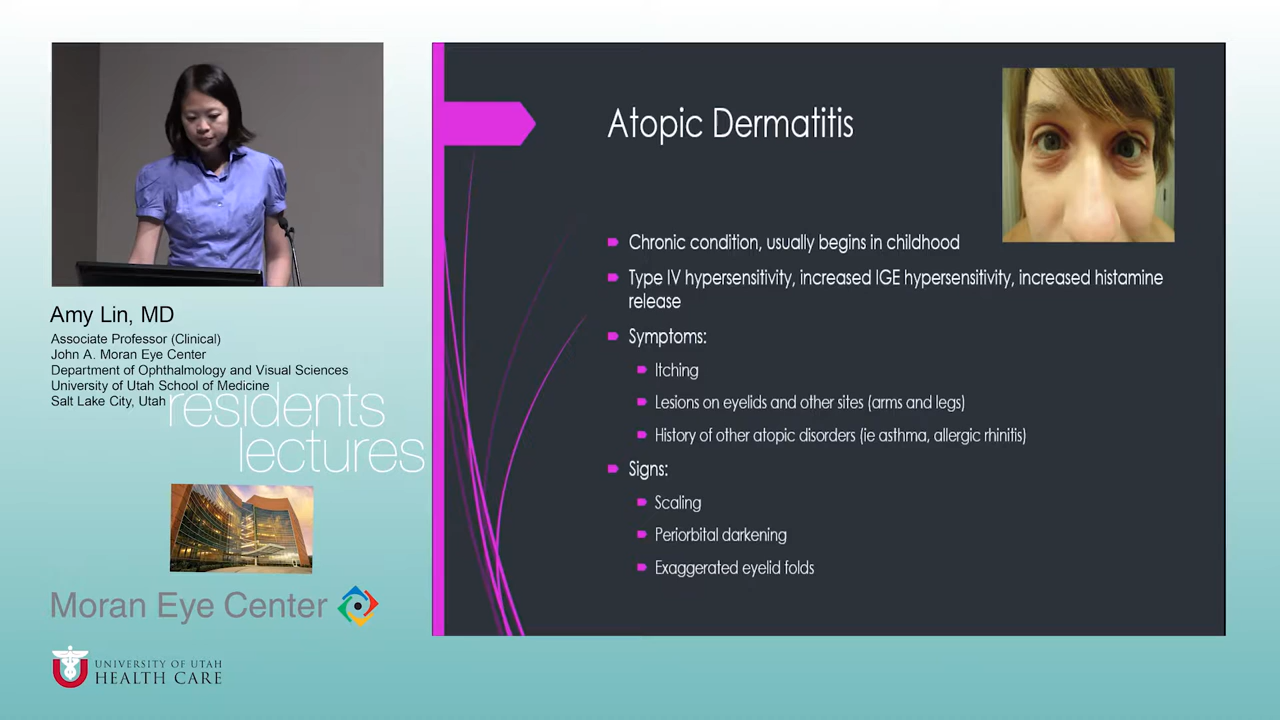 Amy Lin, MD
Associate Professor (Clinical)
John A. Moran Eye Center
Department of Ophthalmology and Visual Sciences
University of Utah School of Medicine
Salt Lake City, Utah
residents
lectures
Moran Eye Center
UNIVERSITY OF UTAH
HEALTH CARE
Atopic Dermatitis
Chronic condition, usually begins in childhood
Type IV hypersensitivity, increased IGE hypersensitivity, increased histamine
release
Symptoms:
Itching
Lesions on eyelids and other sites (arms and legs)
History of other atopic disorders (ie asthma, allergic rhinitis)
Signs:
Scaling
Periorbital darkening
Exaggerated eyelid folds